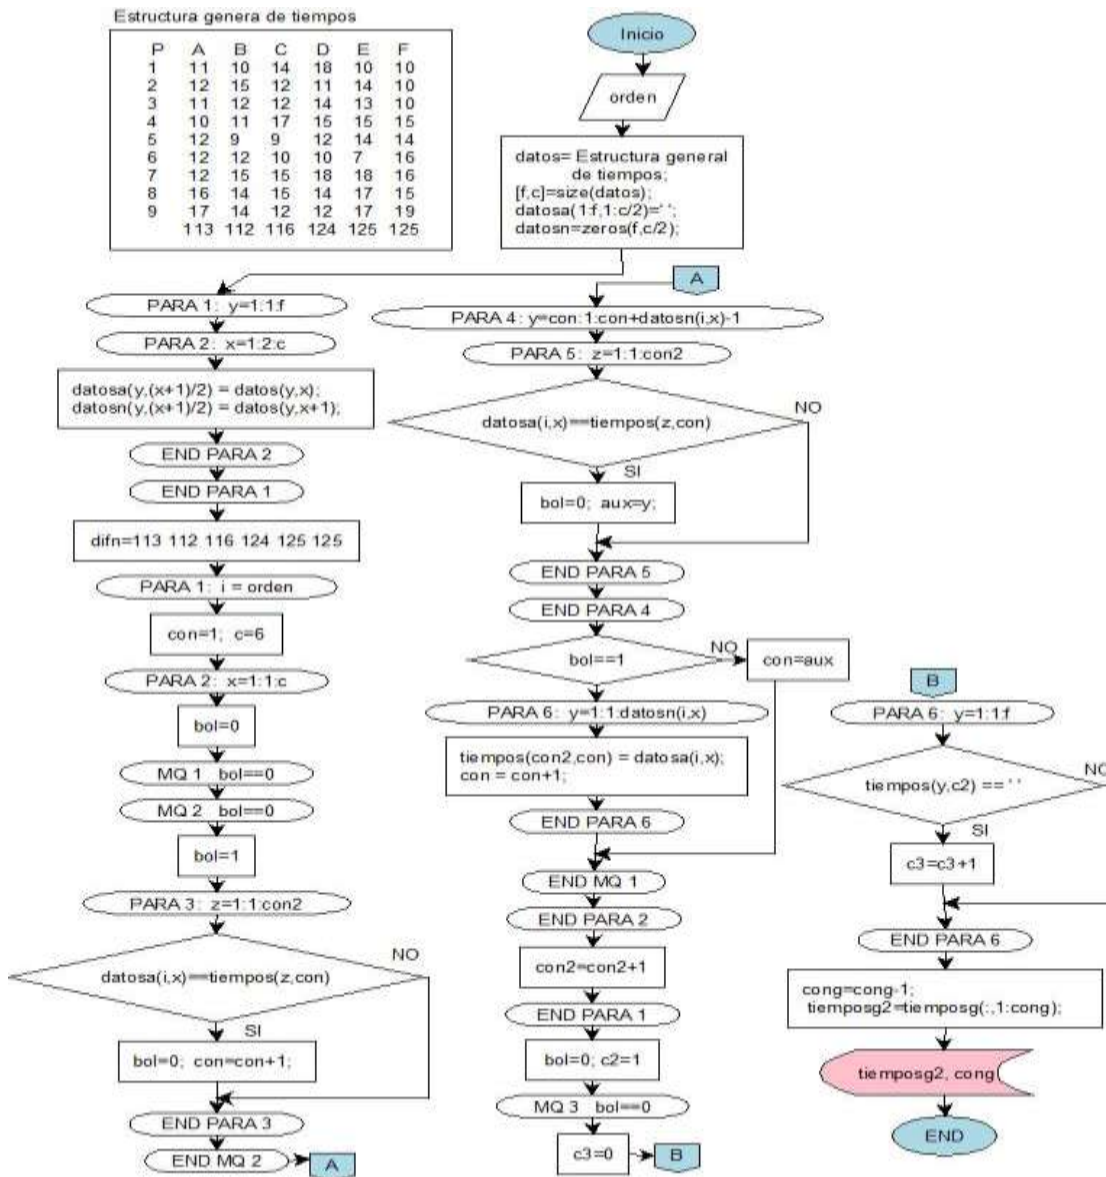 Estructura genera de tiempos
P A B C D E F
1 11 10 14 18 10 10
2 12 15 12 11 14 10
3 11 12 12 14 13 10
4 10 11 17 15 15 15
5 12 9 9 12 14 14
6 12 12 10 10 7 16
7 12 15 15 18 18 16
8 16 14 15 14 17 15
9 17 14 12 12 17 19
113 112 116 124 125 125
Inicio
orden
datos= Estructura general
de tiempos;
[f,c]=size(datos);
datosa(1:f,1:c/2)=' ';
datosn=zeros(f,c/2);
PARA 1: y=1:1:f
PARA 2: x=1:2:c
datosa(y,(x+1)/2) = datos(y,x);
datosn(y,(x+1)/2) = datos(y,x+1);
END PARA 2
END PARA 1
difn=113 112 116 124 125 125
PARA 1: i = orden
con=1; c=6
PARA 2: x=1:1:c
bol=0
MQ 1 bol==0
MQ 2 bol==0
bol=1
PARA 3: z=1:1:con2
datosa(i,x)==tiempos(z,con)
NO
SI
bol=0; con=con+1;
END PARA 3
END MQ 2
A
A
PARA 4: y=con:1:con+datosn(i,x)-1
PARA 5: z=1:1:con2
datosa(i,x)==tiempos(z,con)
NO
SI
bol=0; aux=y;
END PARA 5
END PARA 4
bol==1
NO
con=aux
PARA 6: y=1:1:datosn(i,x)
tiempos(con2,con) = datosa(i,x);
con = con+1;
END PARA 6
END MQ 1
END PARA 2
con2=con2+1
END PARA 1
bol=0; c2=1
MQ 3 bol==0
c3=0
B
B
PARA 6: y=1:1:f
tiempos(y,c2) == ' '
NO
SI
c3=c3+1
END PARA 6
cong=cong-1;
tiemposg2=tiemposg(:,1:cong);
tiemposg2, cong
END